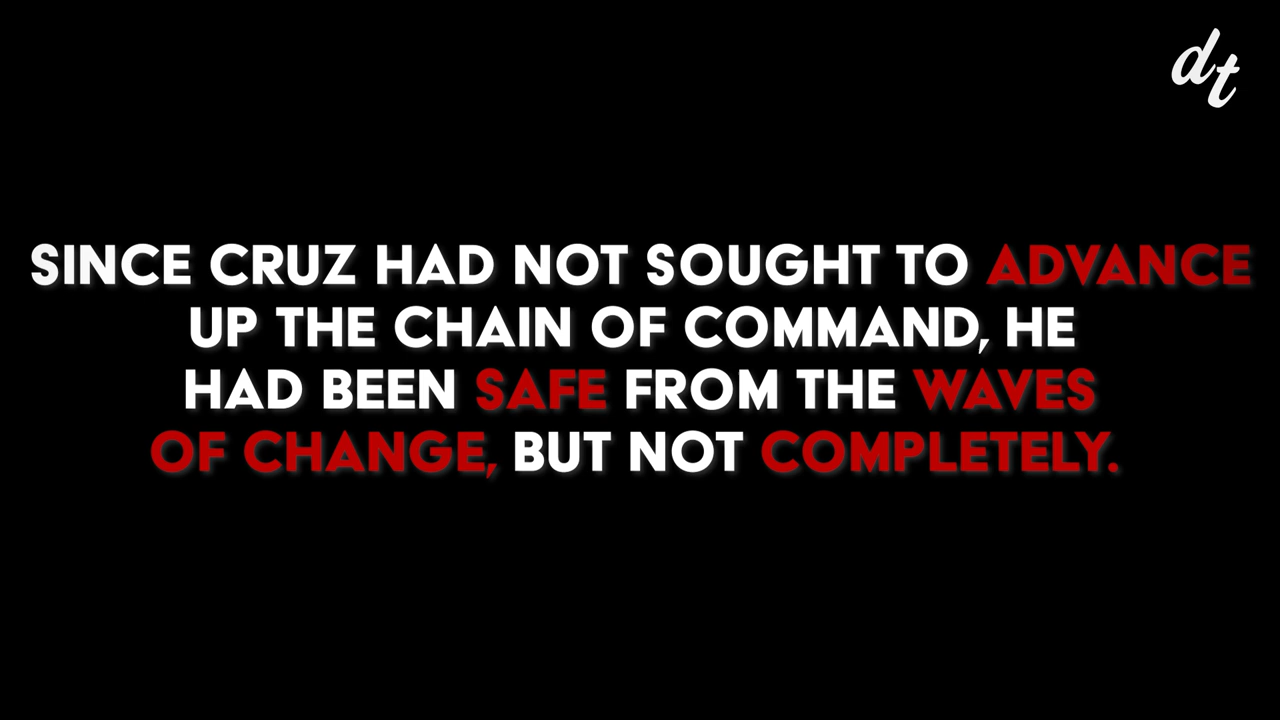 dt
SINCE CRUZ HAD NOT SOUGHT TO ADVANCE
UP THE CHAIN OF COMMAND, HE
HAD BEEN SAFE FROM THE WAVES
OF CHANGE, BUT NOT COMPLETELY.